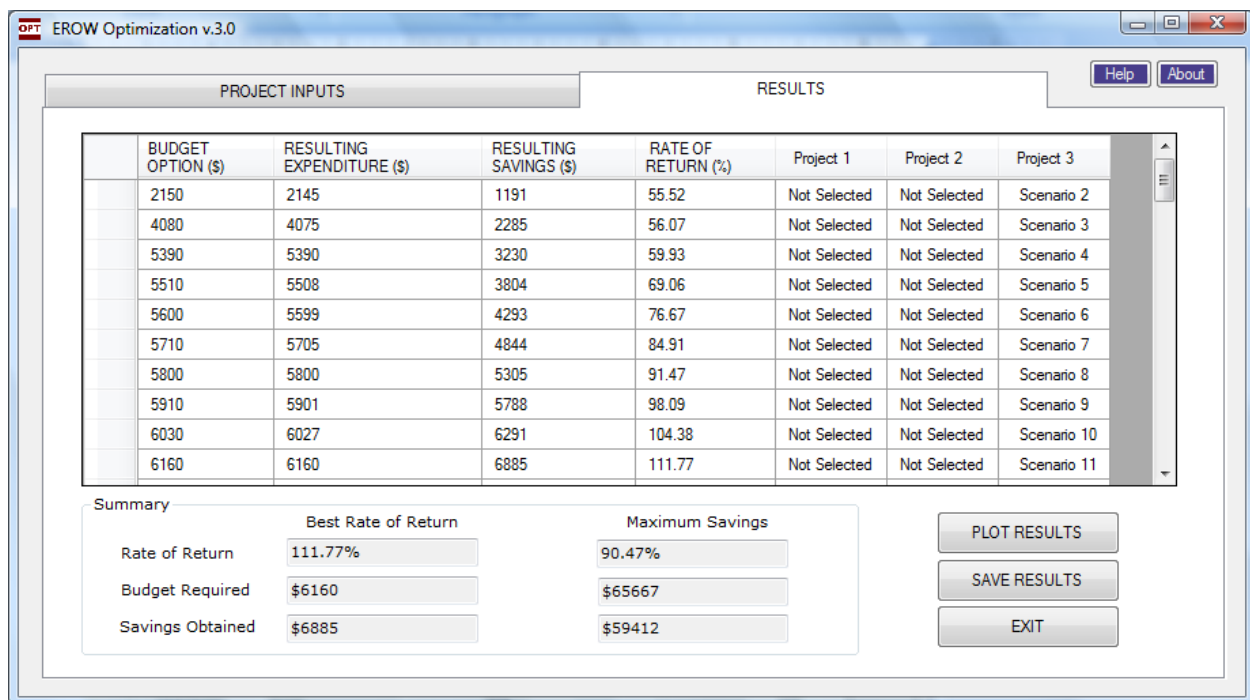 OPT EROW Optimization v.3.0
Help About
PROJECT INPUTS RESULTS
BUDGET RESULTING RESULTING RATE OF
OPTION ($) EXPENDITURE ($) SAVINGS ($) RETURN (%) Project 1 Project 2 Project 3
2150 2145 1191 55.52 Not Selected Not Selected Scenario 2
4080 4075 2285 56.07 Not Selected Not Selected Scenario 3
5390 5390 3230 59.93 Not Selected Not Selected Scenario 4
5510 5508 3804 69.06 Not Selected Not Selected Scenario 5
5600 5599 4293 76.67 Not Selected Not Selected Scenario 6
5710 5705 4844 84.91 Not Selected Not Selected Scenario 7
5800 5800 5305 91.47 Not Selected Not Selected Scenario 8
5910 5901 5788 98.09 Not Selected Not Selected Scenario 9
6030 6027 6291 104.38 Not Selected Not Selected Scenario 10
6160 6160 6885 111.77 Not Selected Not Selected Scenario 11
Summary
Best Rate of Return Maximum Savings
Rate of Return 111.77% 90.47%
Budget Required $6160 $65667
Savings Obtained $6885 $59412
PLOT RESULTS
SAVE RESULTS
EXIT